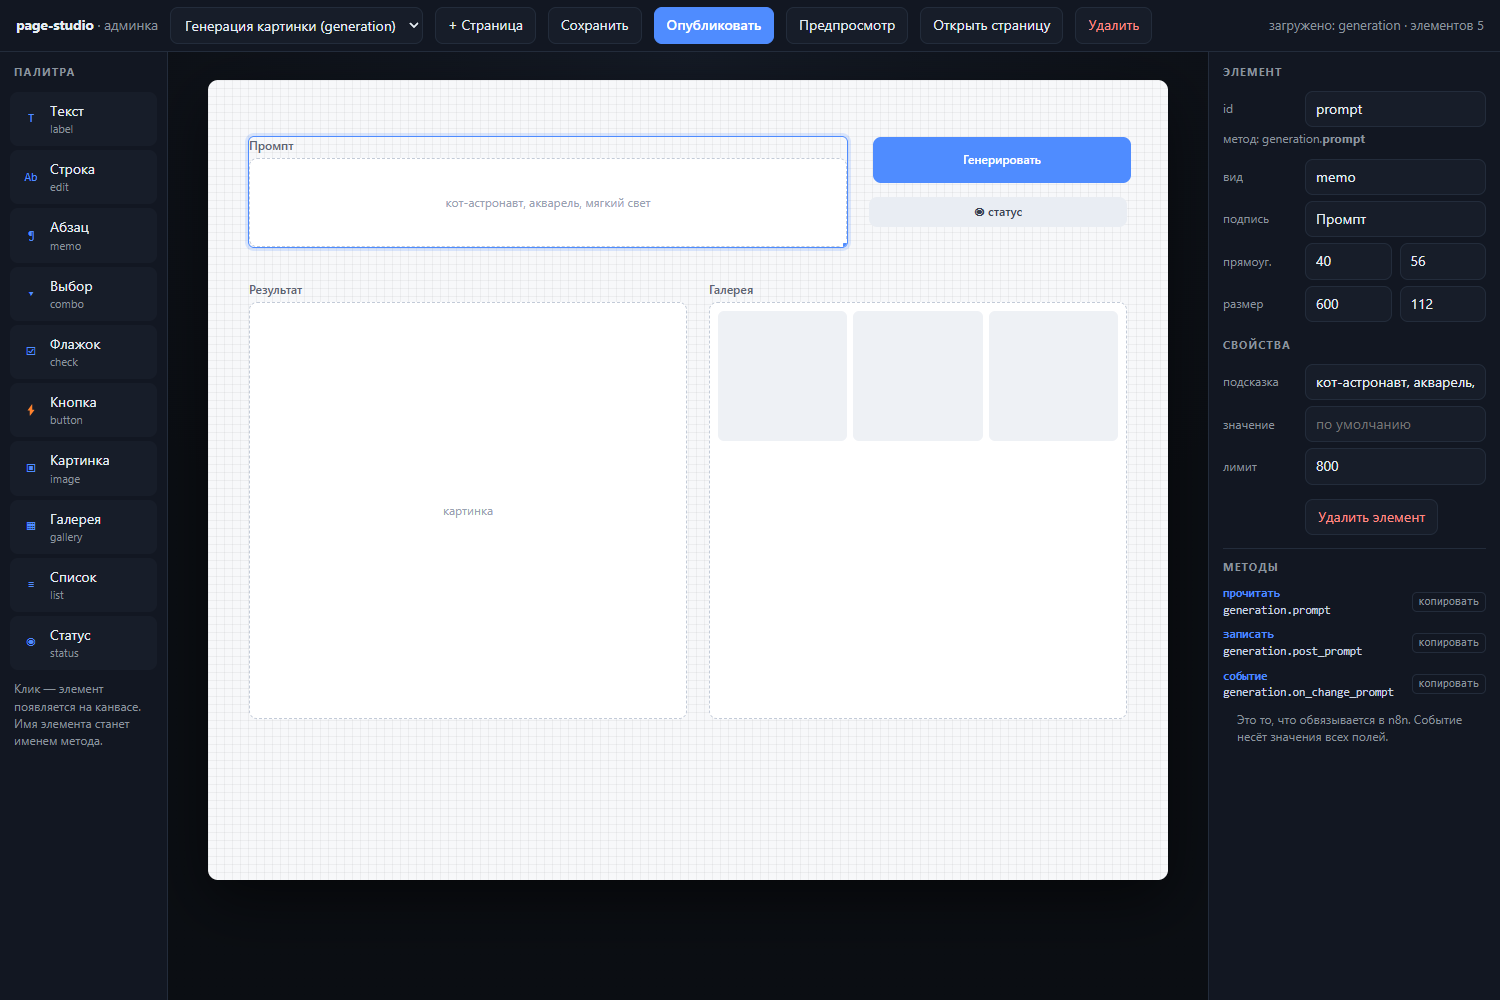 page-studio · админка
Генерация картинки (generation)
+ Страница
Сохранить
Опубликовать
Предпросмотр
Открыть страницу
Удалить
загружено: generation · элементов 5
ПАЛИТРА
T
Текст
label
Ab
Строка
edit
¶
Абзац
memo
Выбор
combo
Флажок
check
Кнопка
button
Картинка
image
Галерея
gallery
Список
list
Статус
status
Клик — элемент
появляется на канвасе.
Имя элемента станет
именем метода.
Промпт
кот-астронавт, акварель, мягкий свет
Генерировать
статус
Результат
картинка
Галерея
ЭЛЕМЕНТ
id
prompt
метод: generation.prompt
вид
memo
подпись
Промпт
прямоуг.
40
56
размер
600
112
СВОЙСТВА
подсказка
кот-астронавт, акварель,
значение
по умолчанию
лимит
800
Удалить элемент
МЕТОДЫ
прочитать
generation.prompt
копировать
записать
generation.post_prompt
копировать
событие
generation.on_change_prompt
копировать
Это то, что обвязывается в n8n. Событие
несёт значения всех полей.